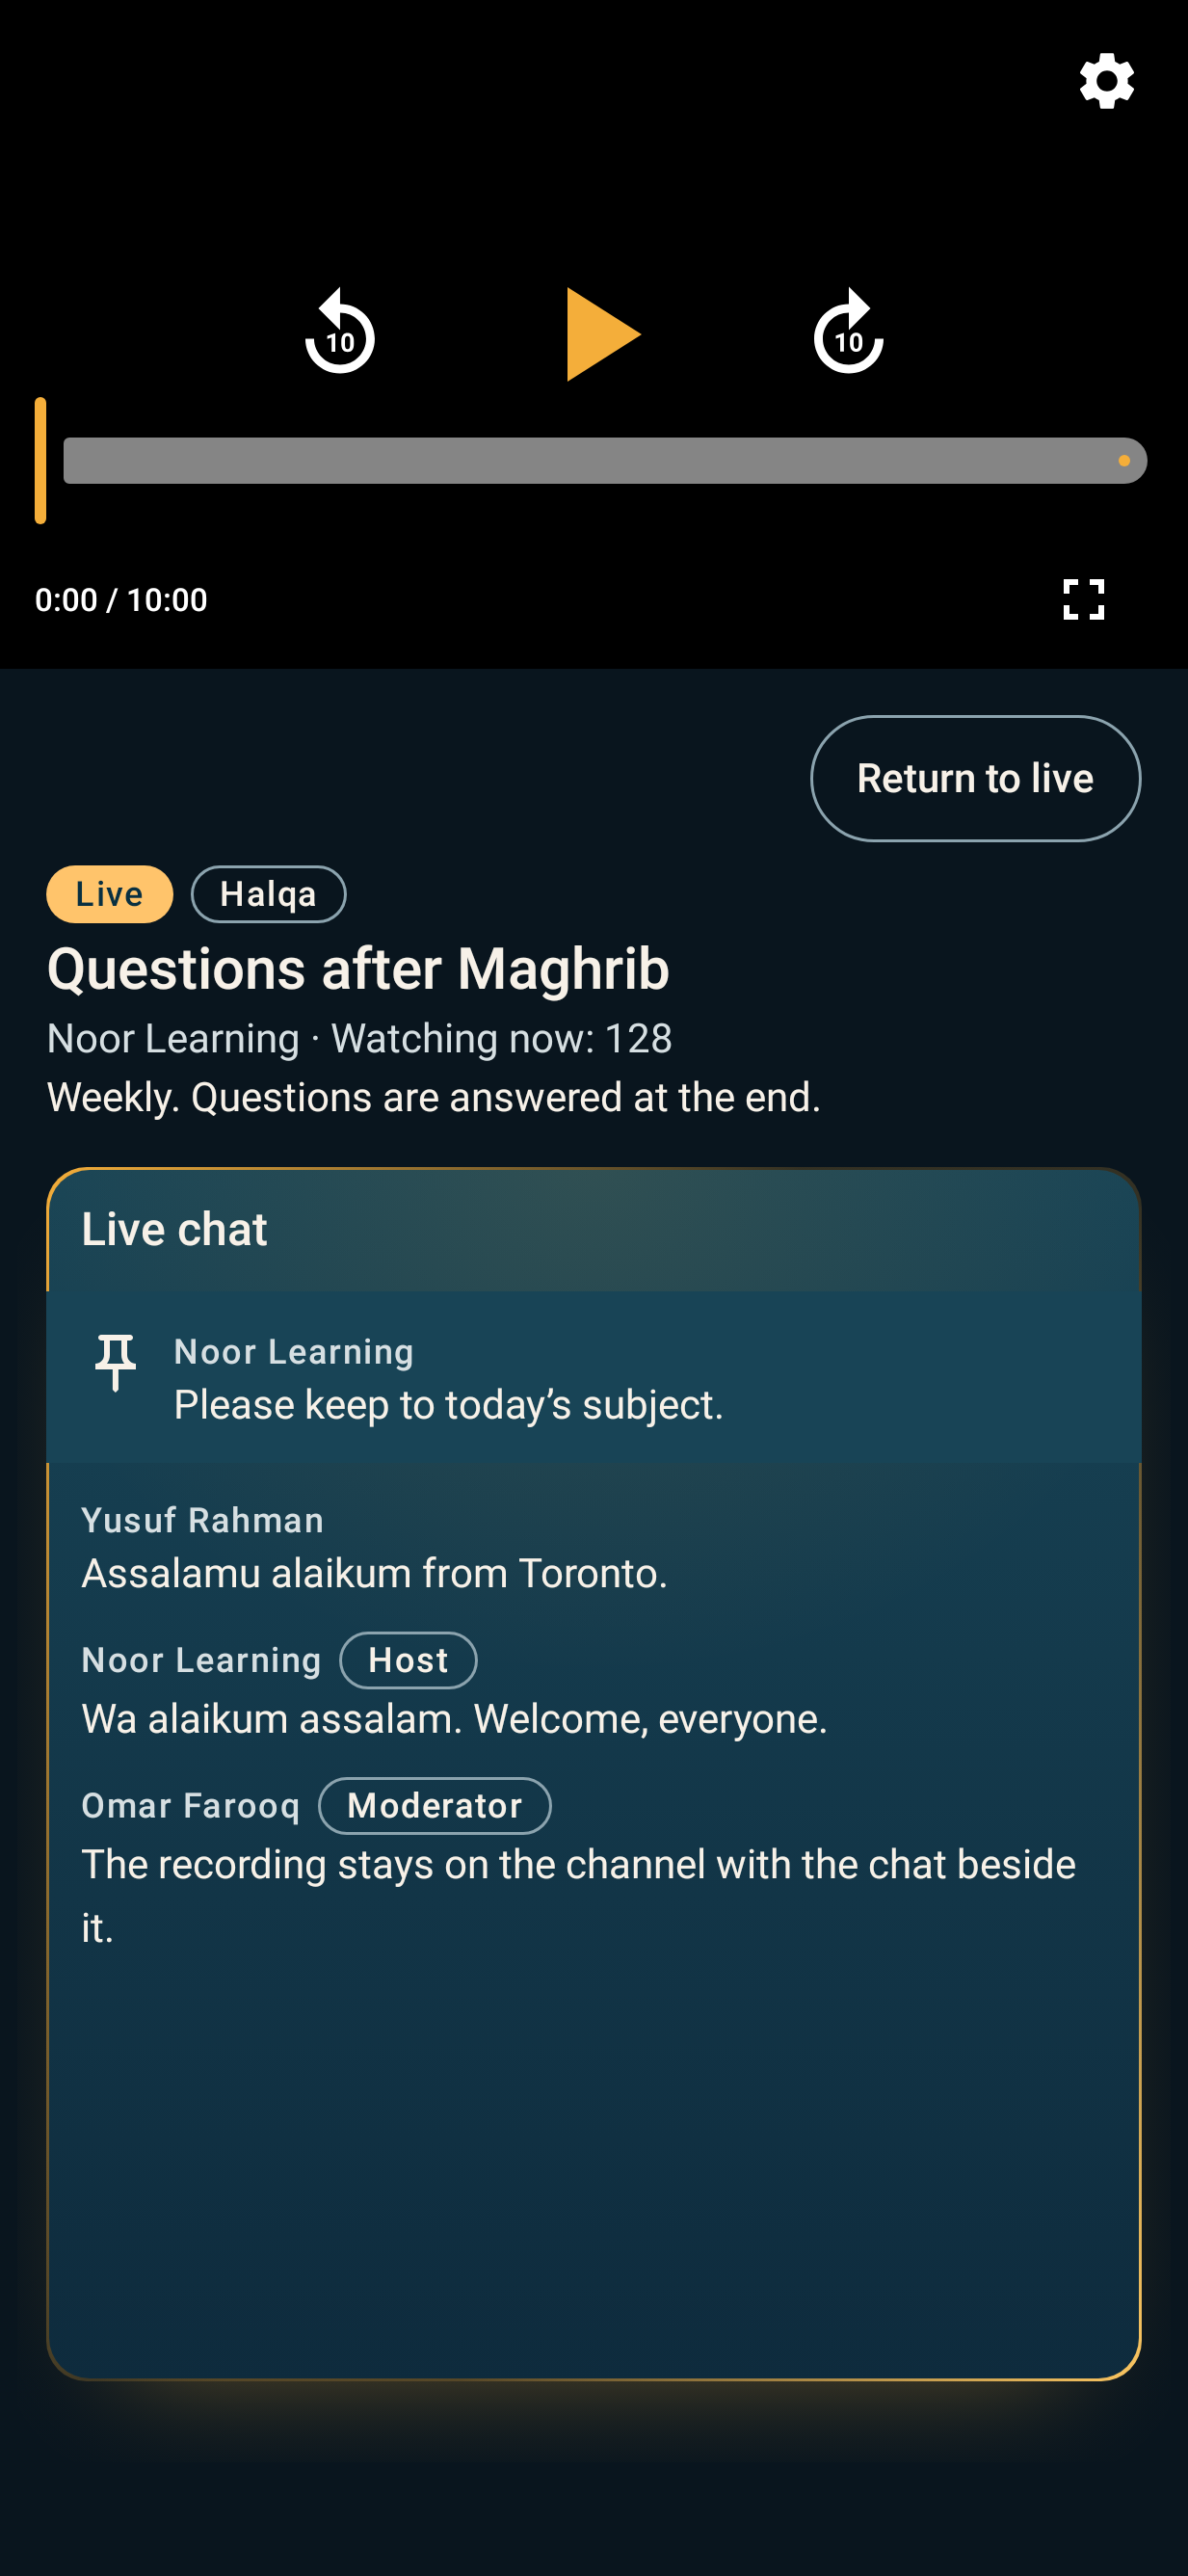 10
10
0:00 / 10:00
Return to live
Live
Halqa
Questions after Maghrib
Noor Learning · Watching now: 128
Weekly. Questions are answered at the end.
Live chat
Noor Learning
Please keep to today’s subject.
Yusuf Rahman
Assalamu alaikum from Toronto.
Noor Learning Host
Wa alaikum assalam. Welcome, everyone.
Omar Farooq Moderator
The recording stays on the channel with the chat beside
it.